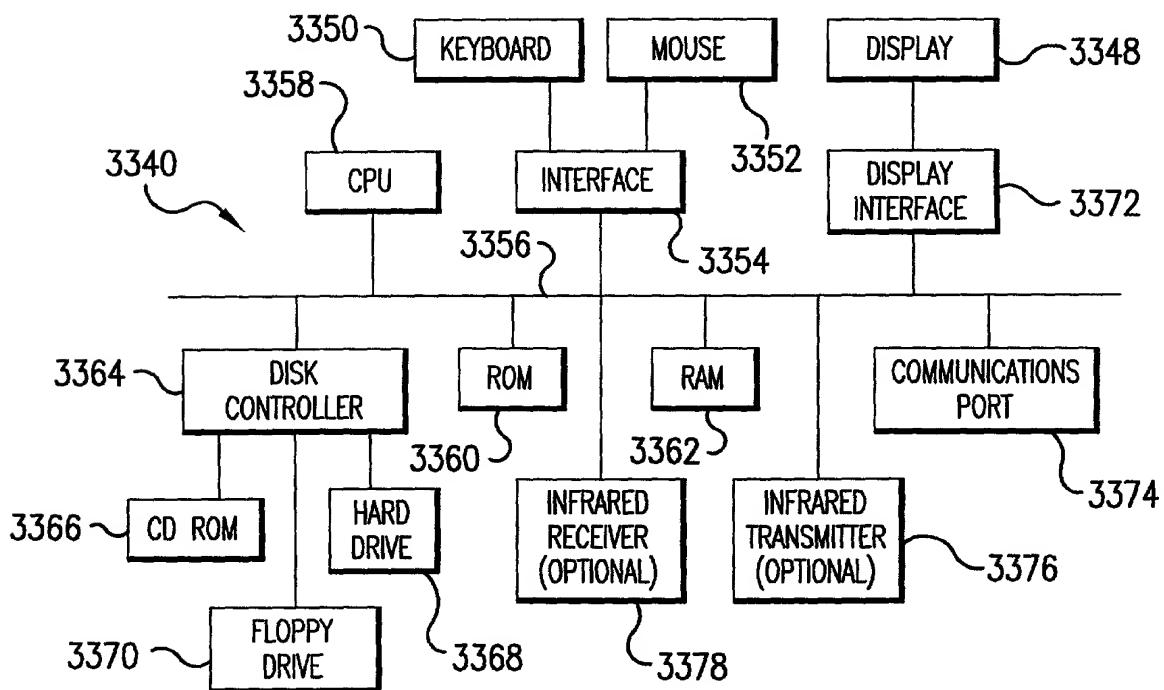 3350
KEYBOARD
MOUSE
DISPLAY
3348
3358
3352
3340
CPU
INTERFACE
DISPLAY
INTERFACE
3372
3356
3354
3364
DISK
CONTROLLER
ROM
RAM
COMMUNICATIONS
PORT
3360
3362
3374
3366
CD ROM
HARD
DRIVE
INFRARED
RECEIVER
(OPTIONAL)
INFRARED
TRANSMITTER
(OPTIONAL)
3376
3370
FLOPPY
DRIVE
3368
3378